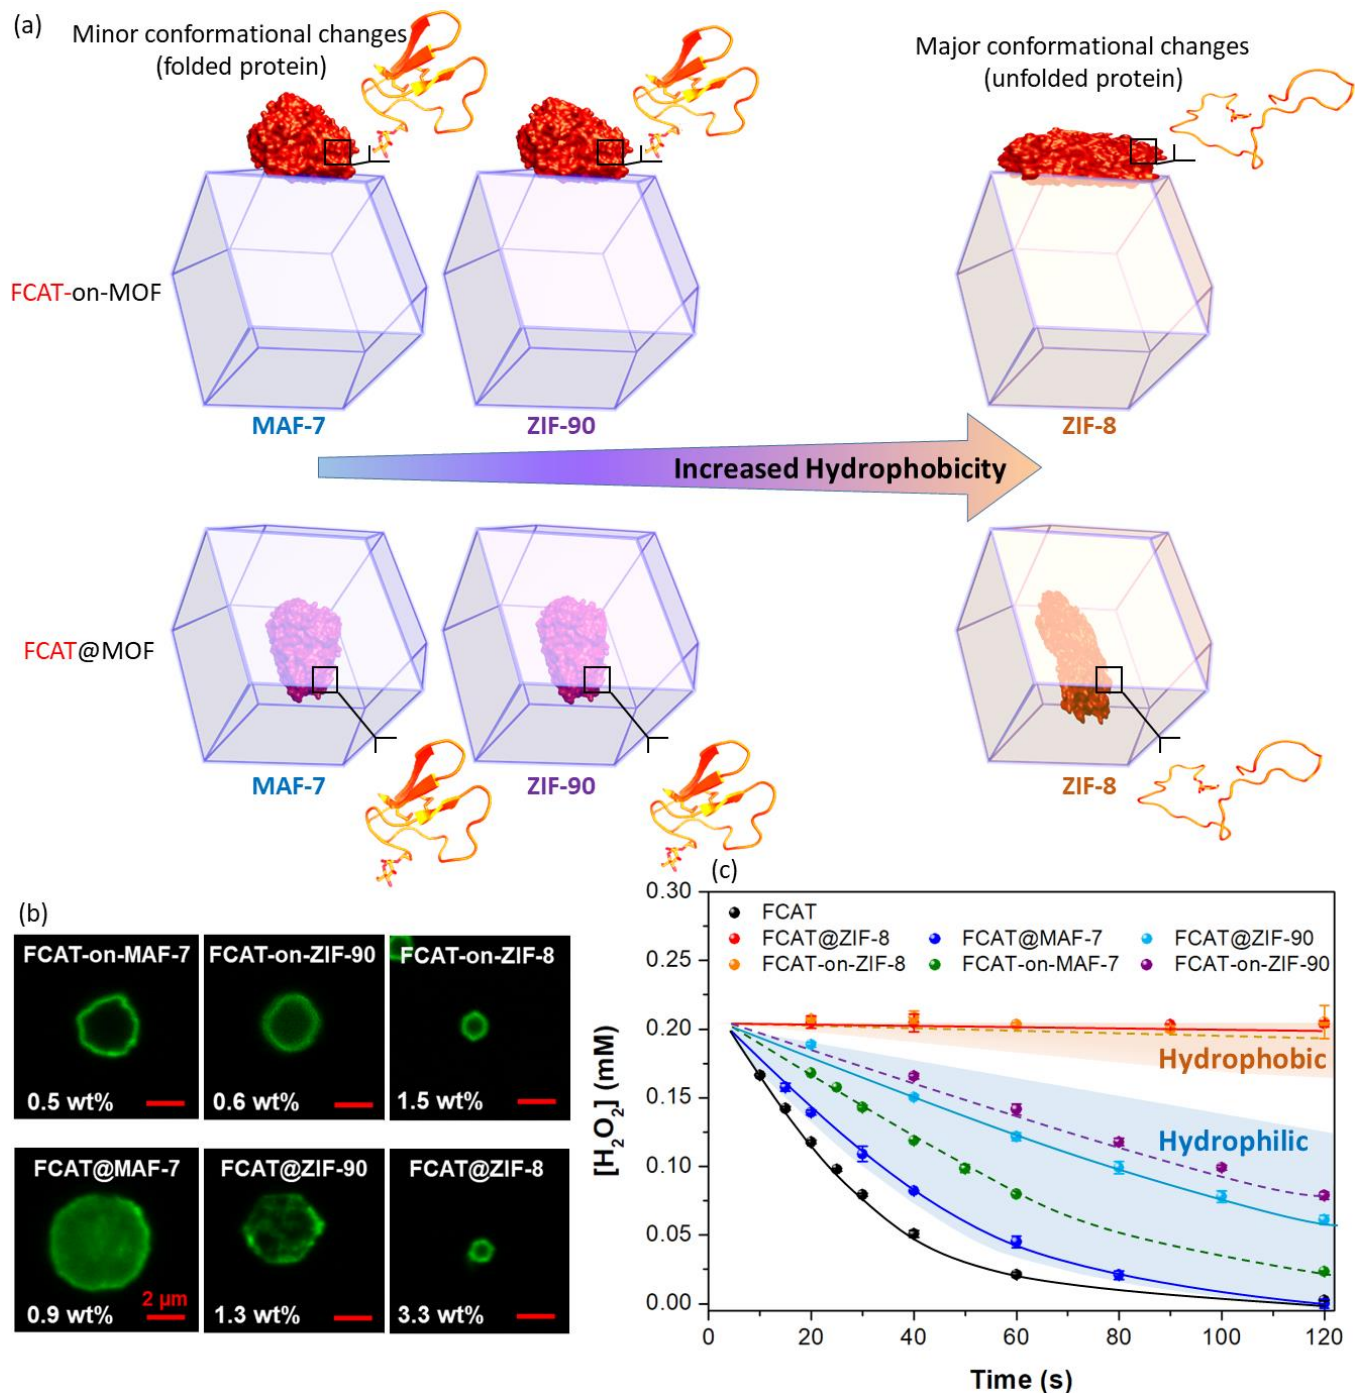 (a)
Minor conformational changes
(folded protein)
Major conformational changes
(unfolded protein)
FCAT-on-MOF
MAF-7
ZIF-90
ZIF-8
Increased Hydrophobicity
FCAT@MOF
MAF-7
ZIF-90
ZIF-8
(b)
FCAT-on-MAF-7
0.5 wt%
FCAT-on-ZIF-90
0.6 wt%
FCAT-on-ZIF-8
1.5 wt%
FCAT@MAF-7
2 μm
0.9 wt%
FCAT@ZIF-90
1.3 wt%
FCAT@ZIF-8
3.3 wt%
(c)
FCAT
FCAT@ZIF-8
FCAT@MAF-7
FCAT@ZIF-90
FCAT-on-ZIF-8
FCAT-on-MAF-7
FCAT-on-ZIF-90
Hydrophobic
Hydrophilic
[H₂O₂] (mM)
0.30
0.25
0.20
0.15
0.10
0.05
0.00
0 20 40 60 80 100 120
Time (s)